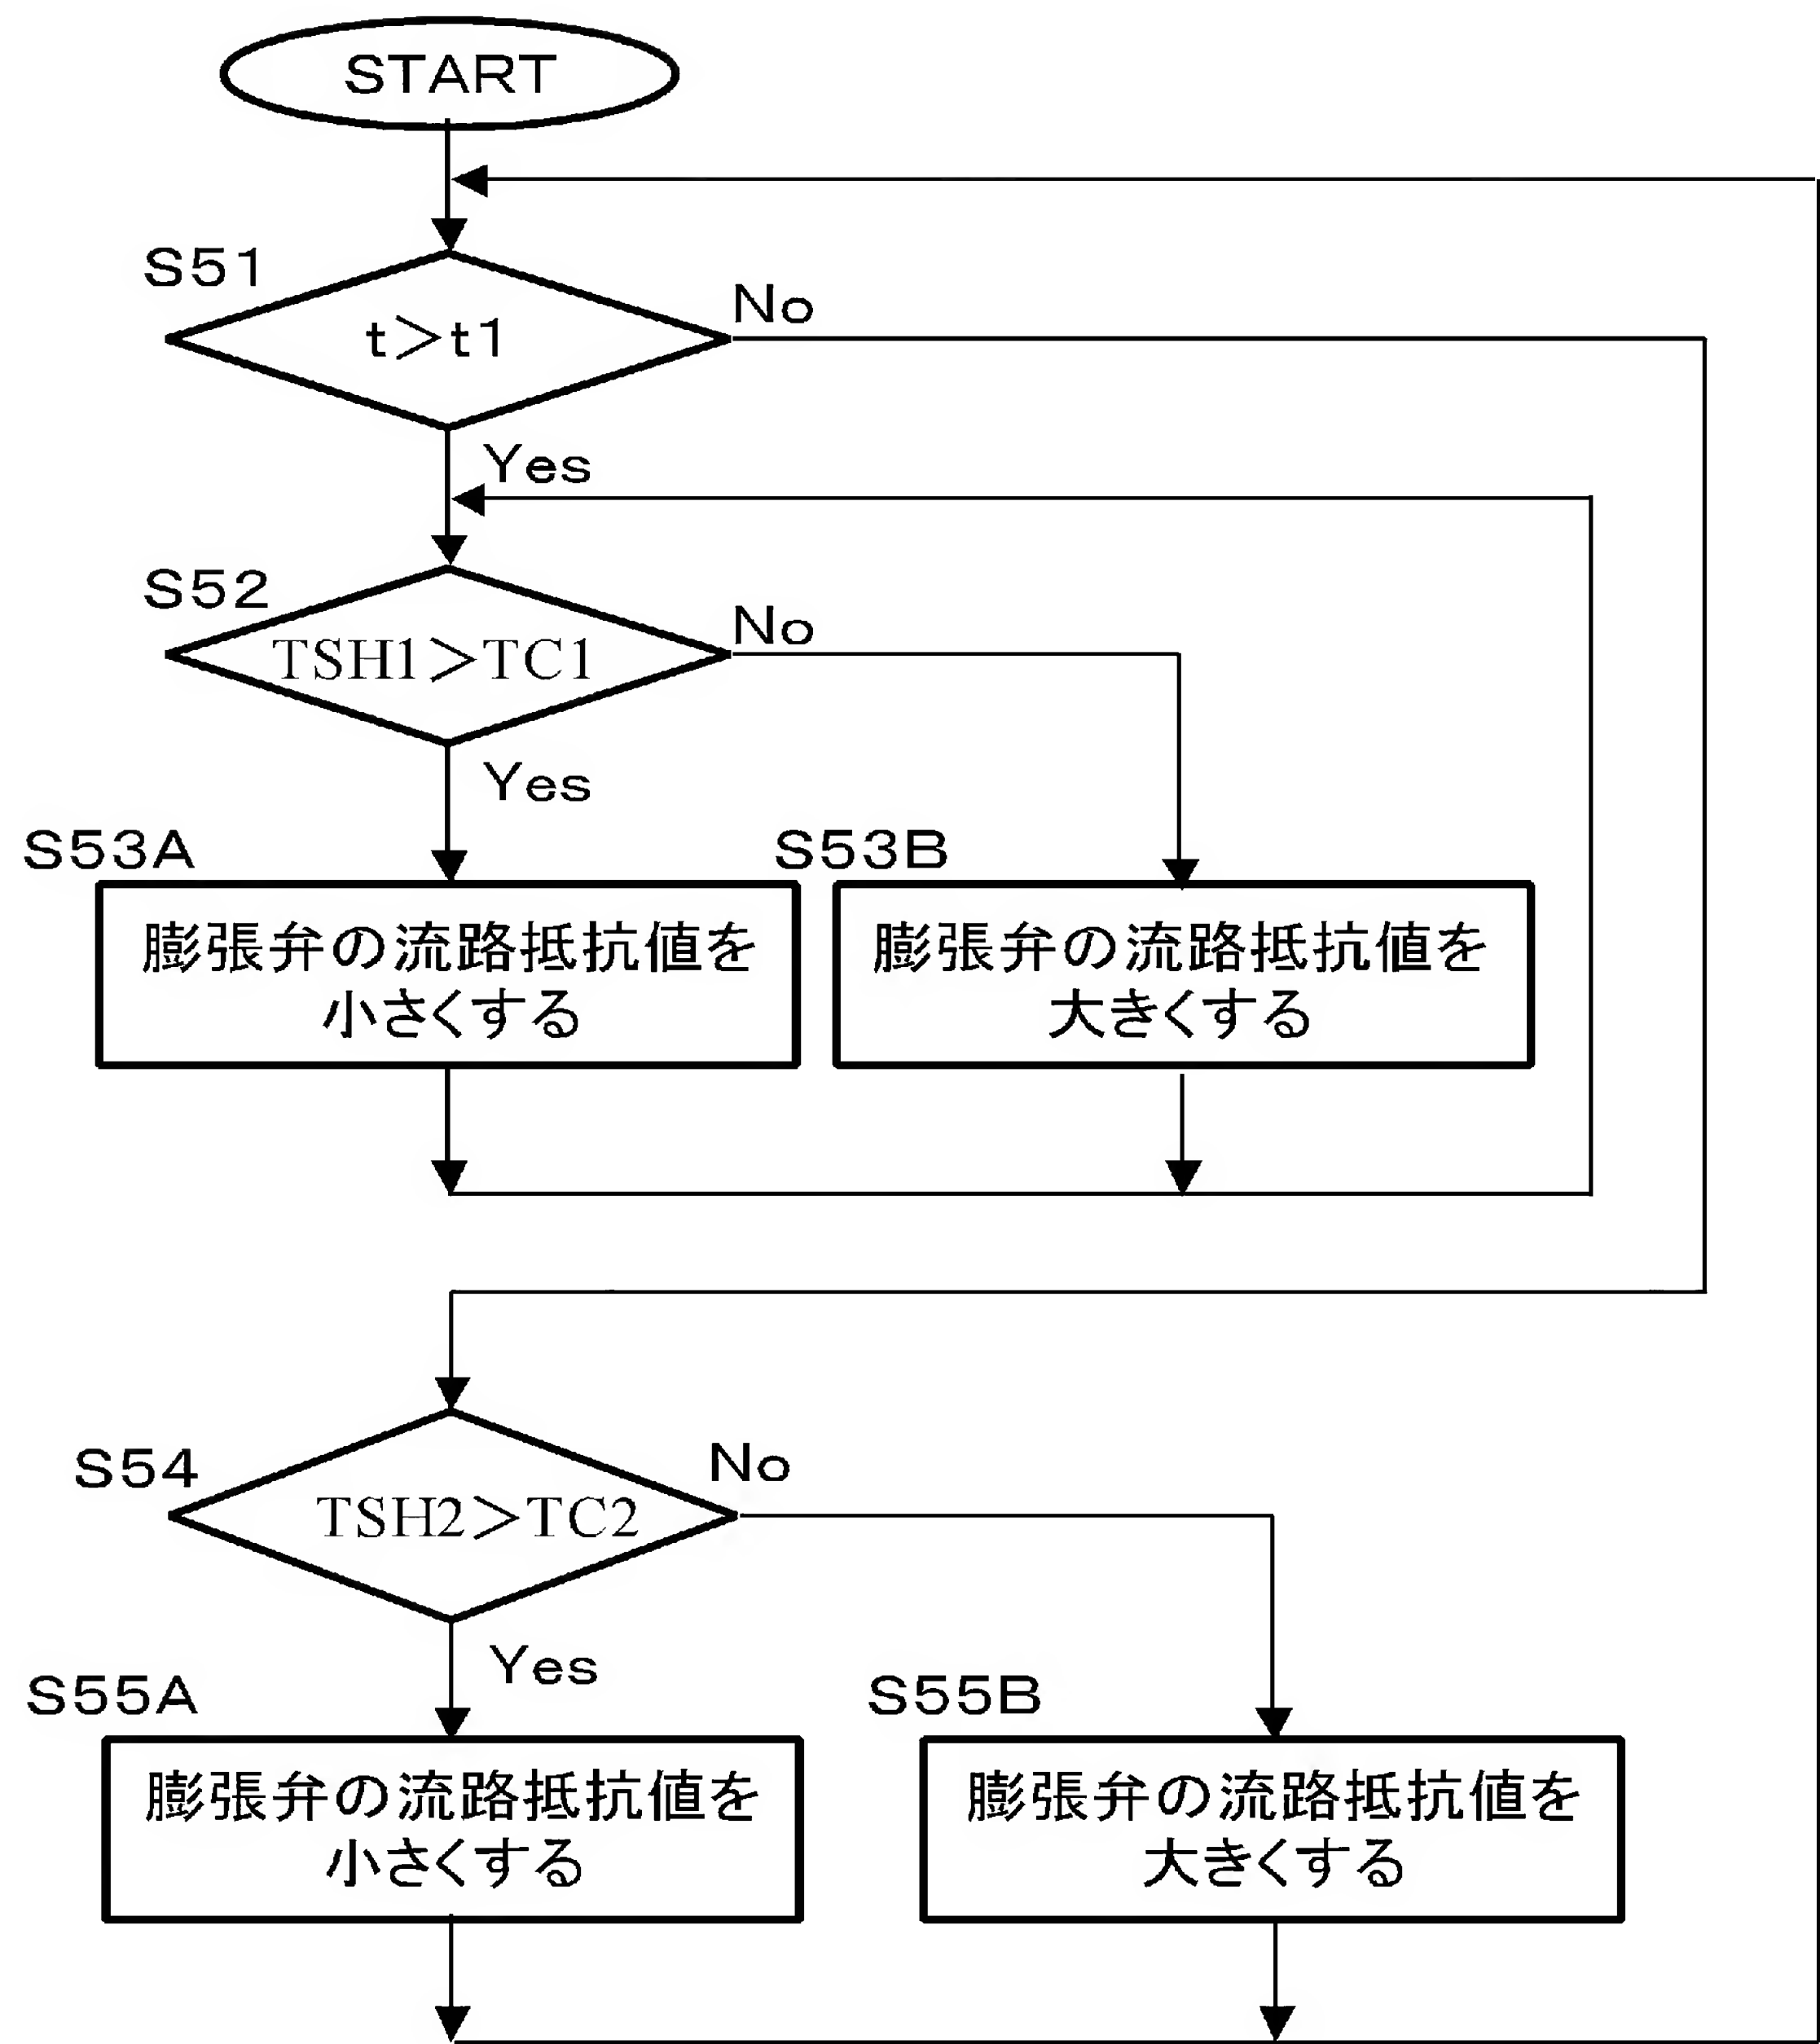 START
S51
t＞t1
No
Yes
S52
TSH1＞TC1
No
Yes
S53A
膨張弁の流路抵抗値を
小さくする
S53B
膨張弁の流路抵抗値を
大きくする
S54
TSH2＞TC2
No
Yes
S55A
膨張弁の流路抵抗値を
小さくする
S55B
膨張弁の流路抵抗値を
大きくする